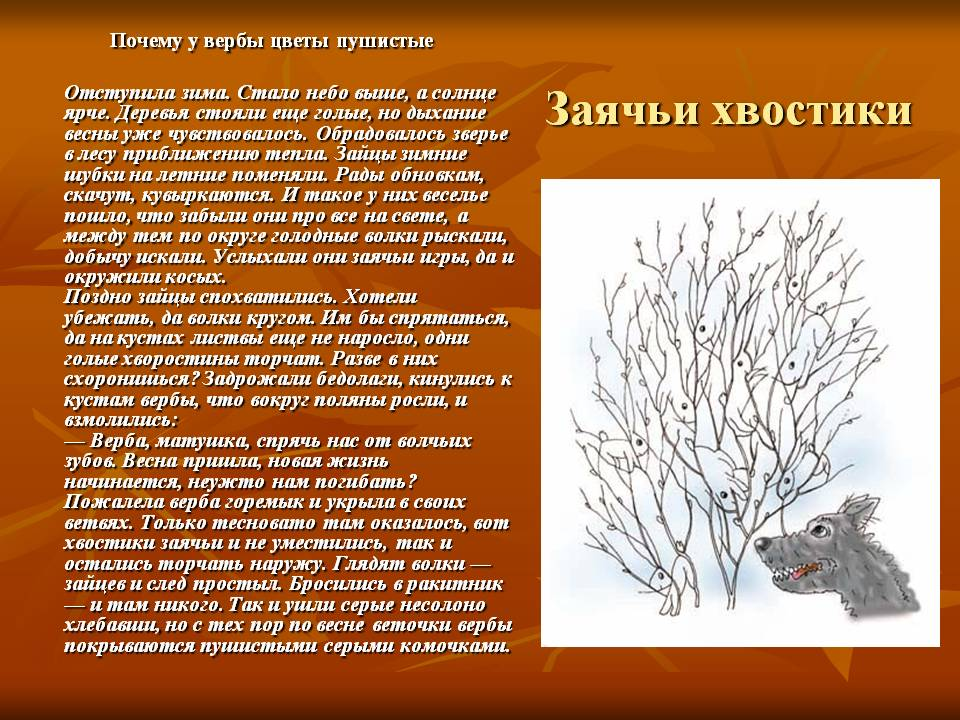 Почему у вербы цветы пушистые
Отступила зима. Стало небо выше, а солнце
ярче. Деревья стояли еще голые, но дыхание
весны уже чувствовалось. Обрадовалось зверье
в лесу приближению тепла. Зайцы зимние
шубки на летние поменяли. Рады обновкам,
скачут, кувыркаются. И такое у них веселье
пошло, что забыли они про все на свете, а
между тем по округе голодные волки рыскали,
добычу искали. Услыхали они заячьи игры, да и
окружили косых.
Поздно зайцы спохватились. Хотели
убежать, да волки кругом. Им бы спрятаться,
да на кустах листвы еще не наросло, одни
голые хворостины торчат. Разве в них
схоронишься? Задрожали бедолаги, кинулись к
кустам вербы, что вокруг поляны росли, и
взмолились:
— Верба, матушка, спрячь нас от волчьих
зубов. Весна пришла, новая жизнь
начинается, неужто нам погибать?
Пожалела верба горемык и укрыла в своих
ветвях. Только тесновато там оказалось, вот
хвостики заячьи и не уместились, так и
остались торчать наружу. Глядят волки —
зайцев и след простыл. Бросились в ракитник
— и там никого. Так и ушли серые несолоно
хлебавши, но с тех пор по весне веточки вербы
покрываются пушистыми серыми комочками.
Заячьи хвостики